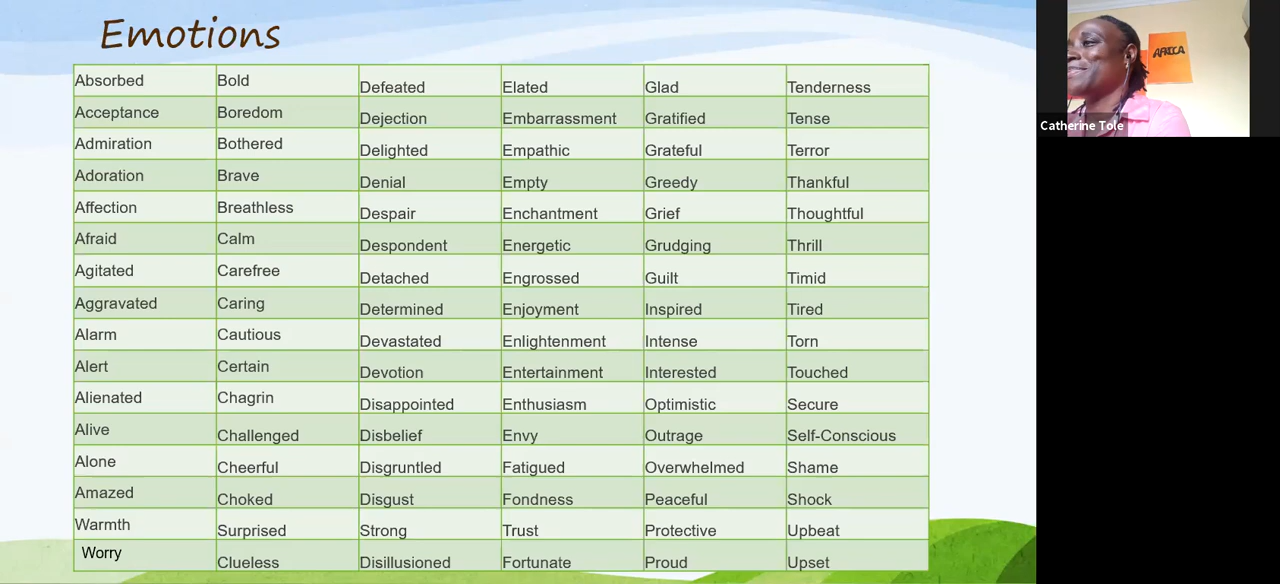 Emotions
Absorbed Bold Defeated Elated Glad Tenderness
Acceptance Boredom Dejection Embarrassment Gratified Tense
Admiration Bothered Delighted Empathic Grateful Terror
Adoration Brave Denial Empty Greedy Thankful
Affection Breathless Despair Enchantment Grief Thoughtful
Afraid Calm Despondent Energetic Grudging Thrill
Agitated Carefree Detached Engrossed Guilt Timid
Aggravated Caring Determined Enjoyment Inspired Tired
Alarm Cautious Devastated Enlightenment Intense Torn
Alert Certain Devotion Entertainment Interested Touched
Alienated Chagrin Disappointed Enthusiasm Optimistic Secure
Alive Challenged Disbelief Envy Outrage Self-Conscious
Alone Cheerful Disgruntled Fatigued Overwhelmed Shame
Amazed Choked Disgust Fondness Peaceful Shock
Warmth Surprised Strong Trust Protective Upbeat
Worry Clueless Disillusioned Fortunate Proud Upset
AFRICA
Catherine Tole